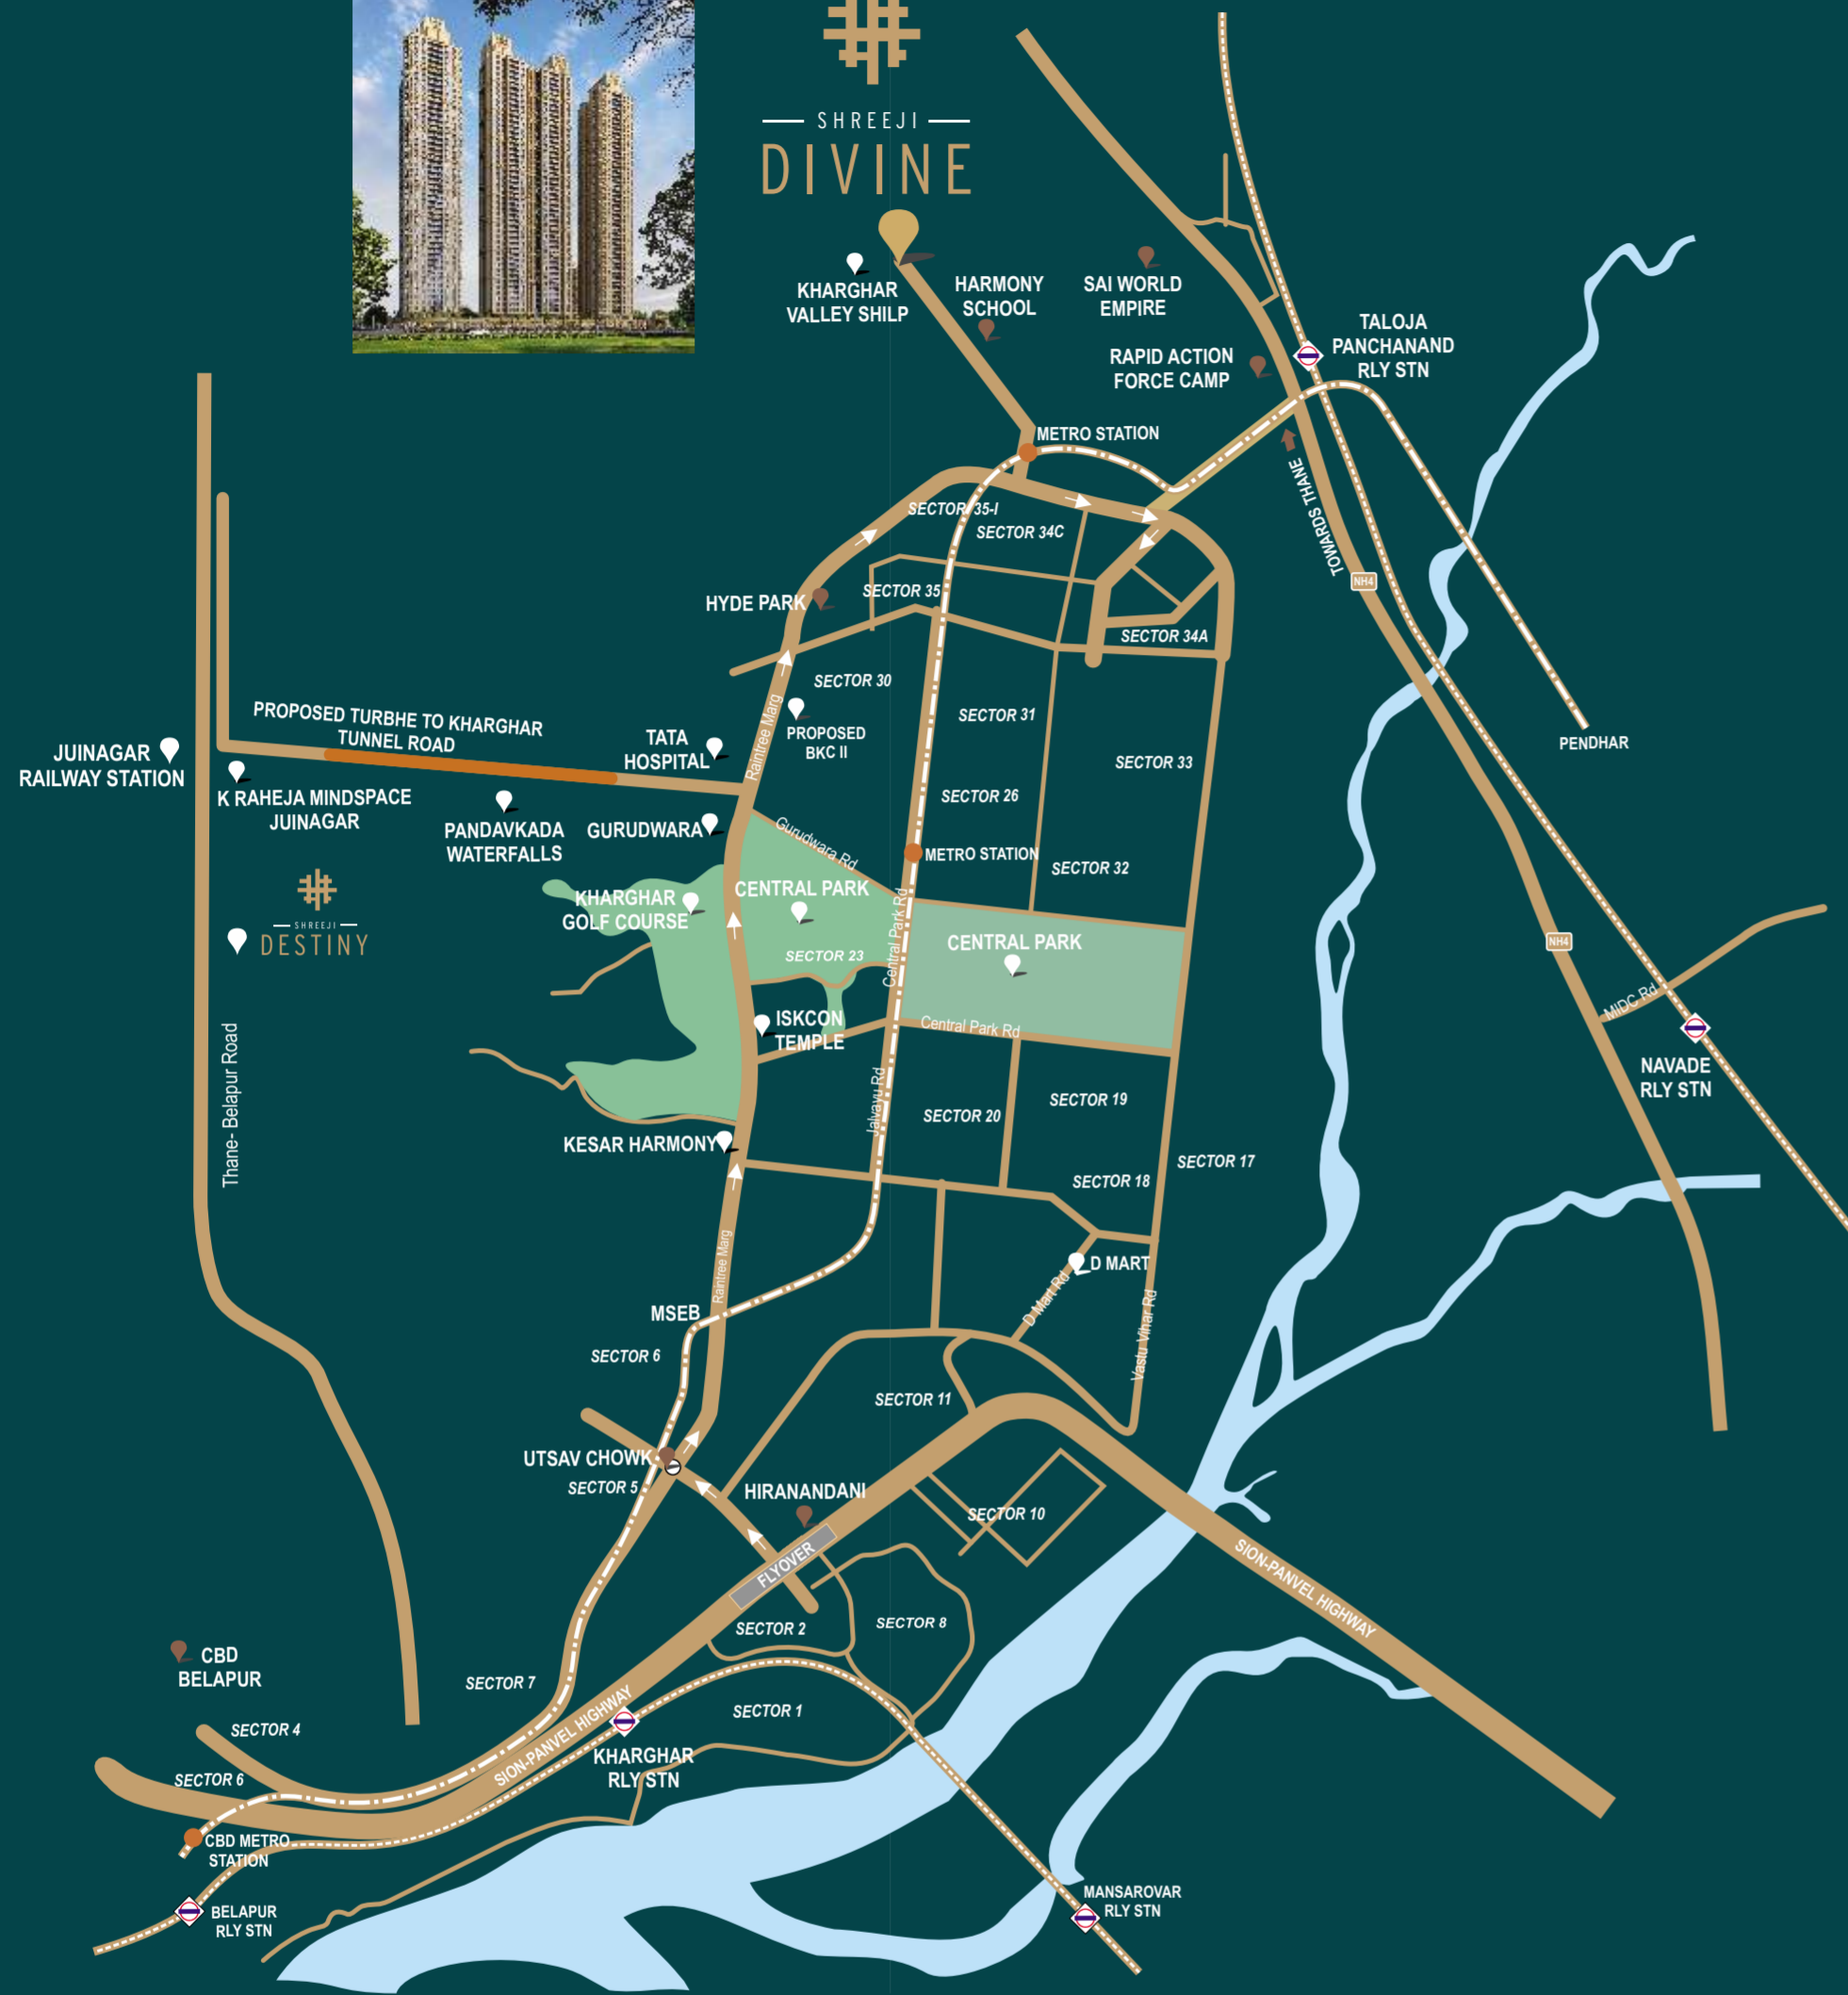 SHREEJI
DIVINE
KHARGHAR
VALLEY SHILP
HARMONY
SCHOOL
SAI WORLD
EMPIRE
RAPID ACTION
FORCE CAMP
TALOJA
PANCHANAND
RLY STN
METRO STATION
TOWARDS THANE
NH4
SECTOR 35-I
SECTOR 34C
HYDE PARK
SECTOR 35
SECTOR 34A
SECTOR 30
Raintree Marg
PROPOSED
BKC II
SECTOR 31
SECTOR 33
PENDHAR
PROPOSED TURBHE TO KHARGHAR
TUNNEL ROAD
TATA
HOSPITAL
JUINAGAR
RAILWAY STATION
K RAHEJA MINDSPACE
JUINAGAR
PANDAVKADA
WATERFALLS
GURUDWARA
Gurudwara Rd
SECTOR 26
METRO STATION
SECTOR 32
KHARGHAR
GOLF COURSE
CENTRAL PARK
SECTOR 23
Central Park Rd
CENTRAL PARK
NH4
SHREEJI
DESTINY
MIDC Rd
ISKCON
TEMPLE
Central Park Rd
NAVADE
RLY STN
Thane- Belapur Road
Jalvayu Rd
SECTOR 20
SECTOR 19
KESAR HARMONY
SECTOR 17
SECTOR 18
Raintree Marg
D MART
D Mart Rd
Vastu Vihar Rd
MSEB
SECTOR 6
SECTOR 11
UTSAV CHOWK
SECTOR 5
HIRANANDANI
SECTOR 10
FLYOVER
SION-PANVEL HIGHWAY
SECTOR 2
SECTOR 8
CBD
BELAPUR
SECTOR 7
SECTOR 4
SECTOR 1
SION-PANVEL HIGHWAY
KHARGHAR
RLY STN
SECTOR 6
CBD METRO
STATION
BELAPUR
RLY STN
MANSAROVAR
RLY STN